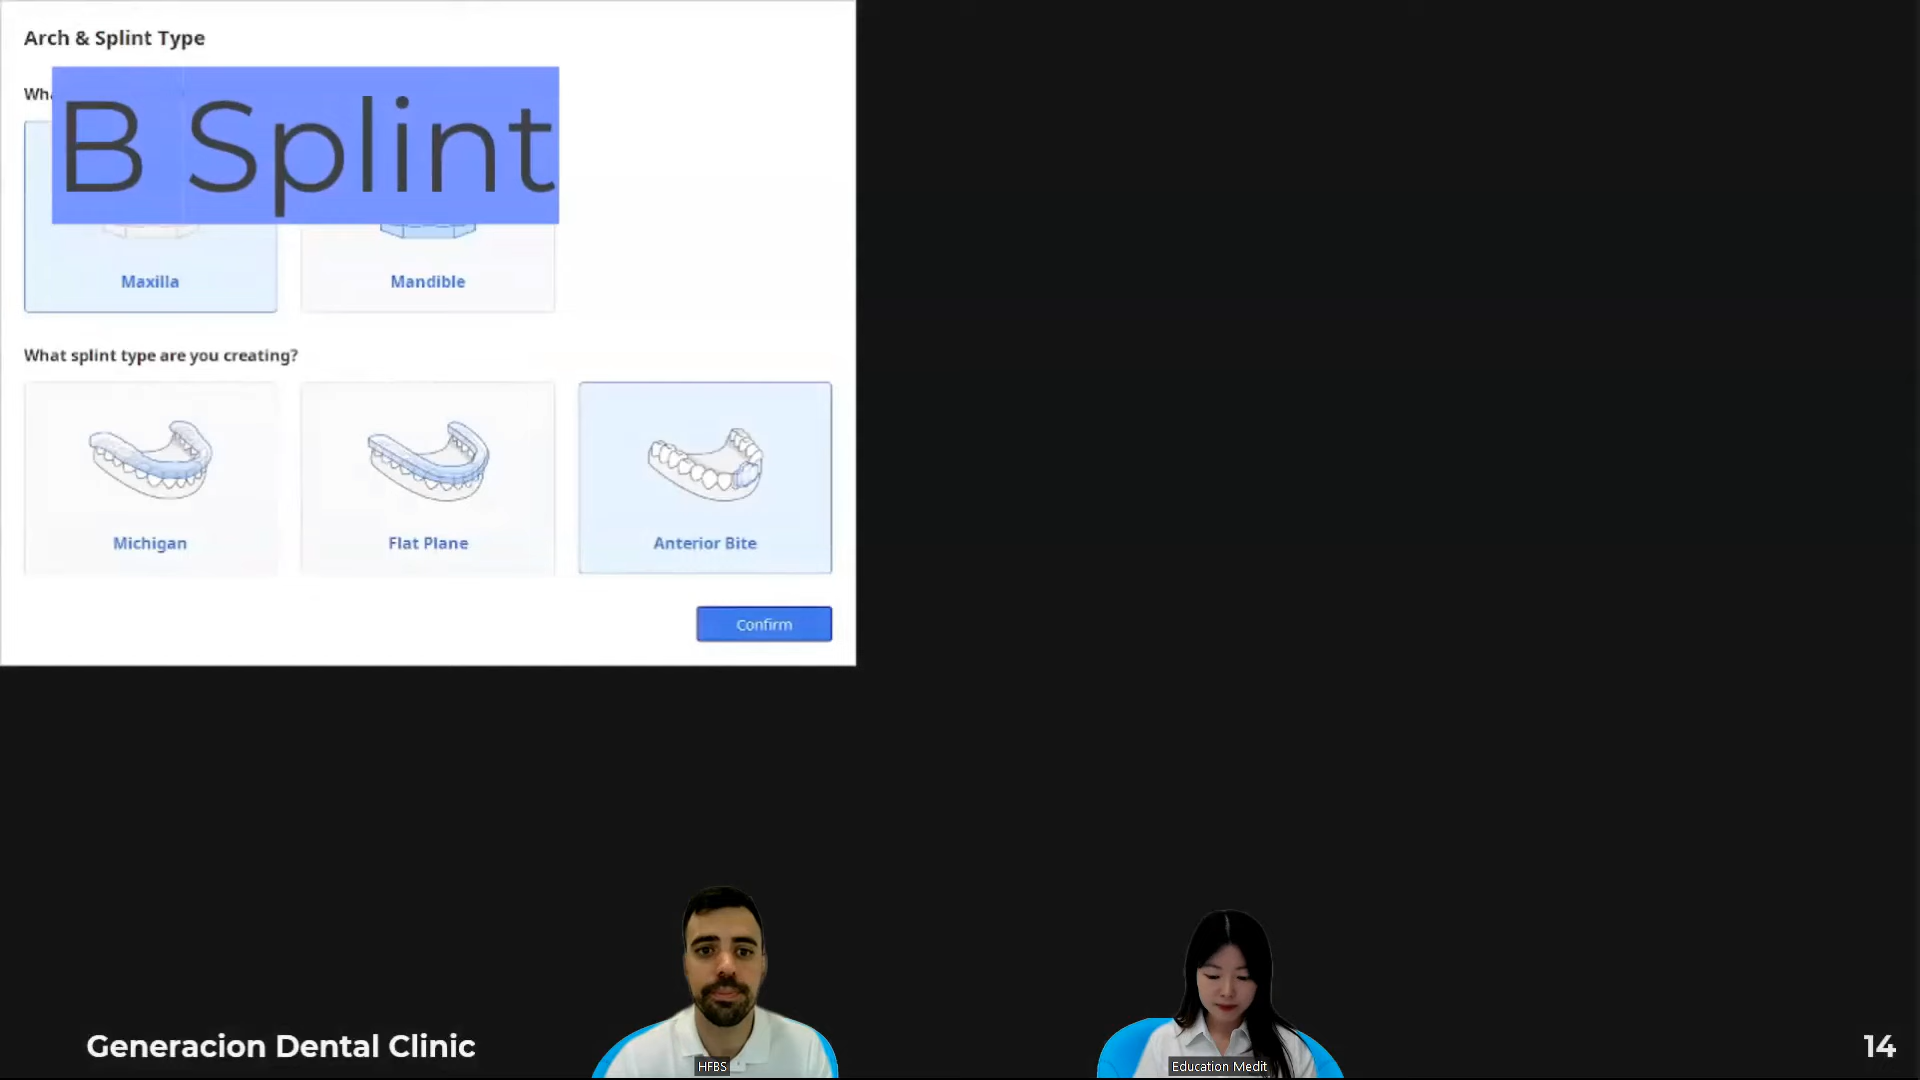 Arch & Splint Type
B Splint
Maxilla
Mandible
What splint type are you creating?
Michigan
Flat Plane
Anterior Bite
Confirm
Generacion Dental Clinic
HFBS
Education Medit
14